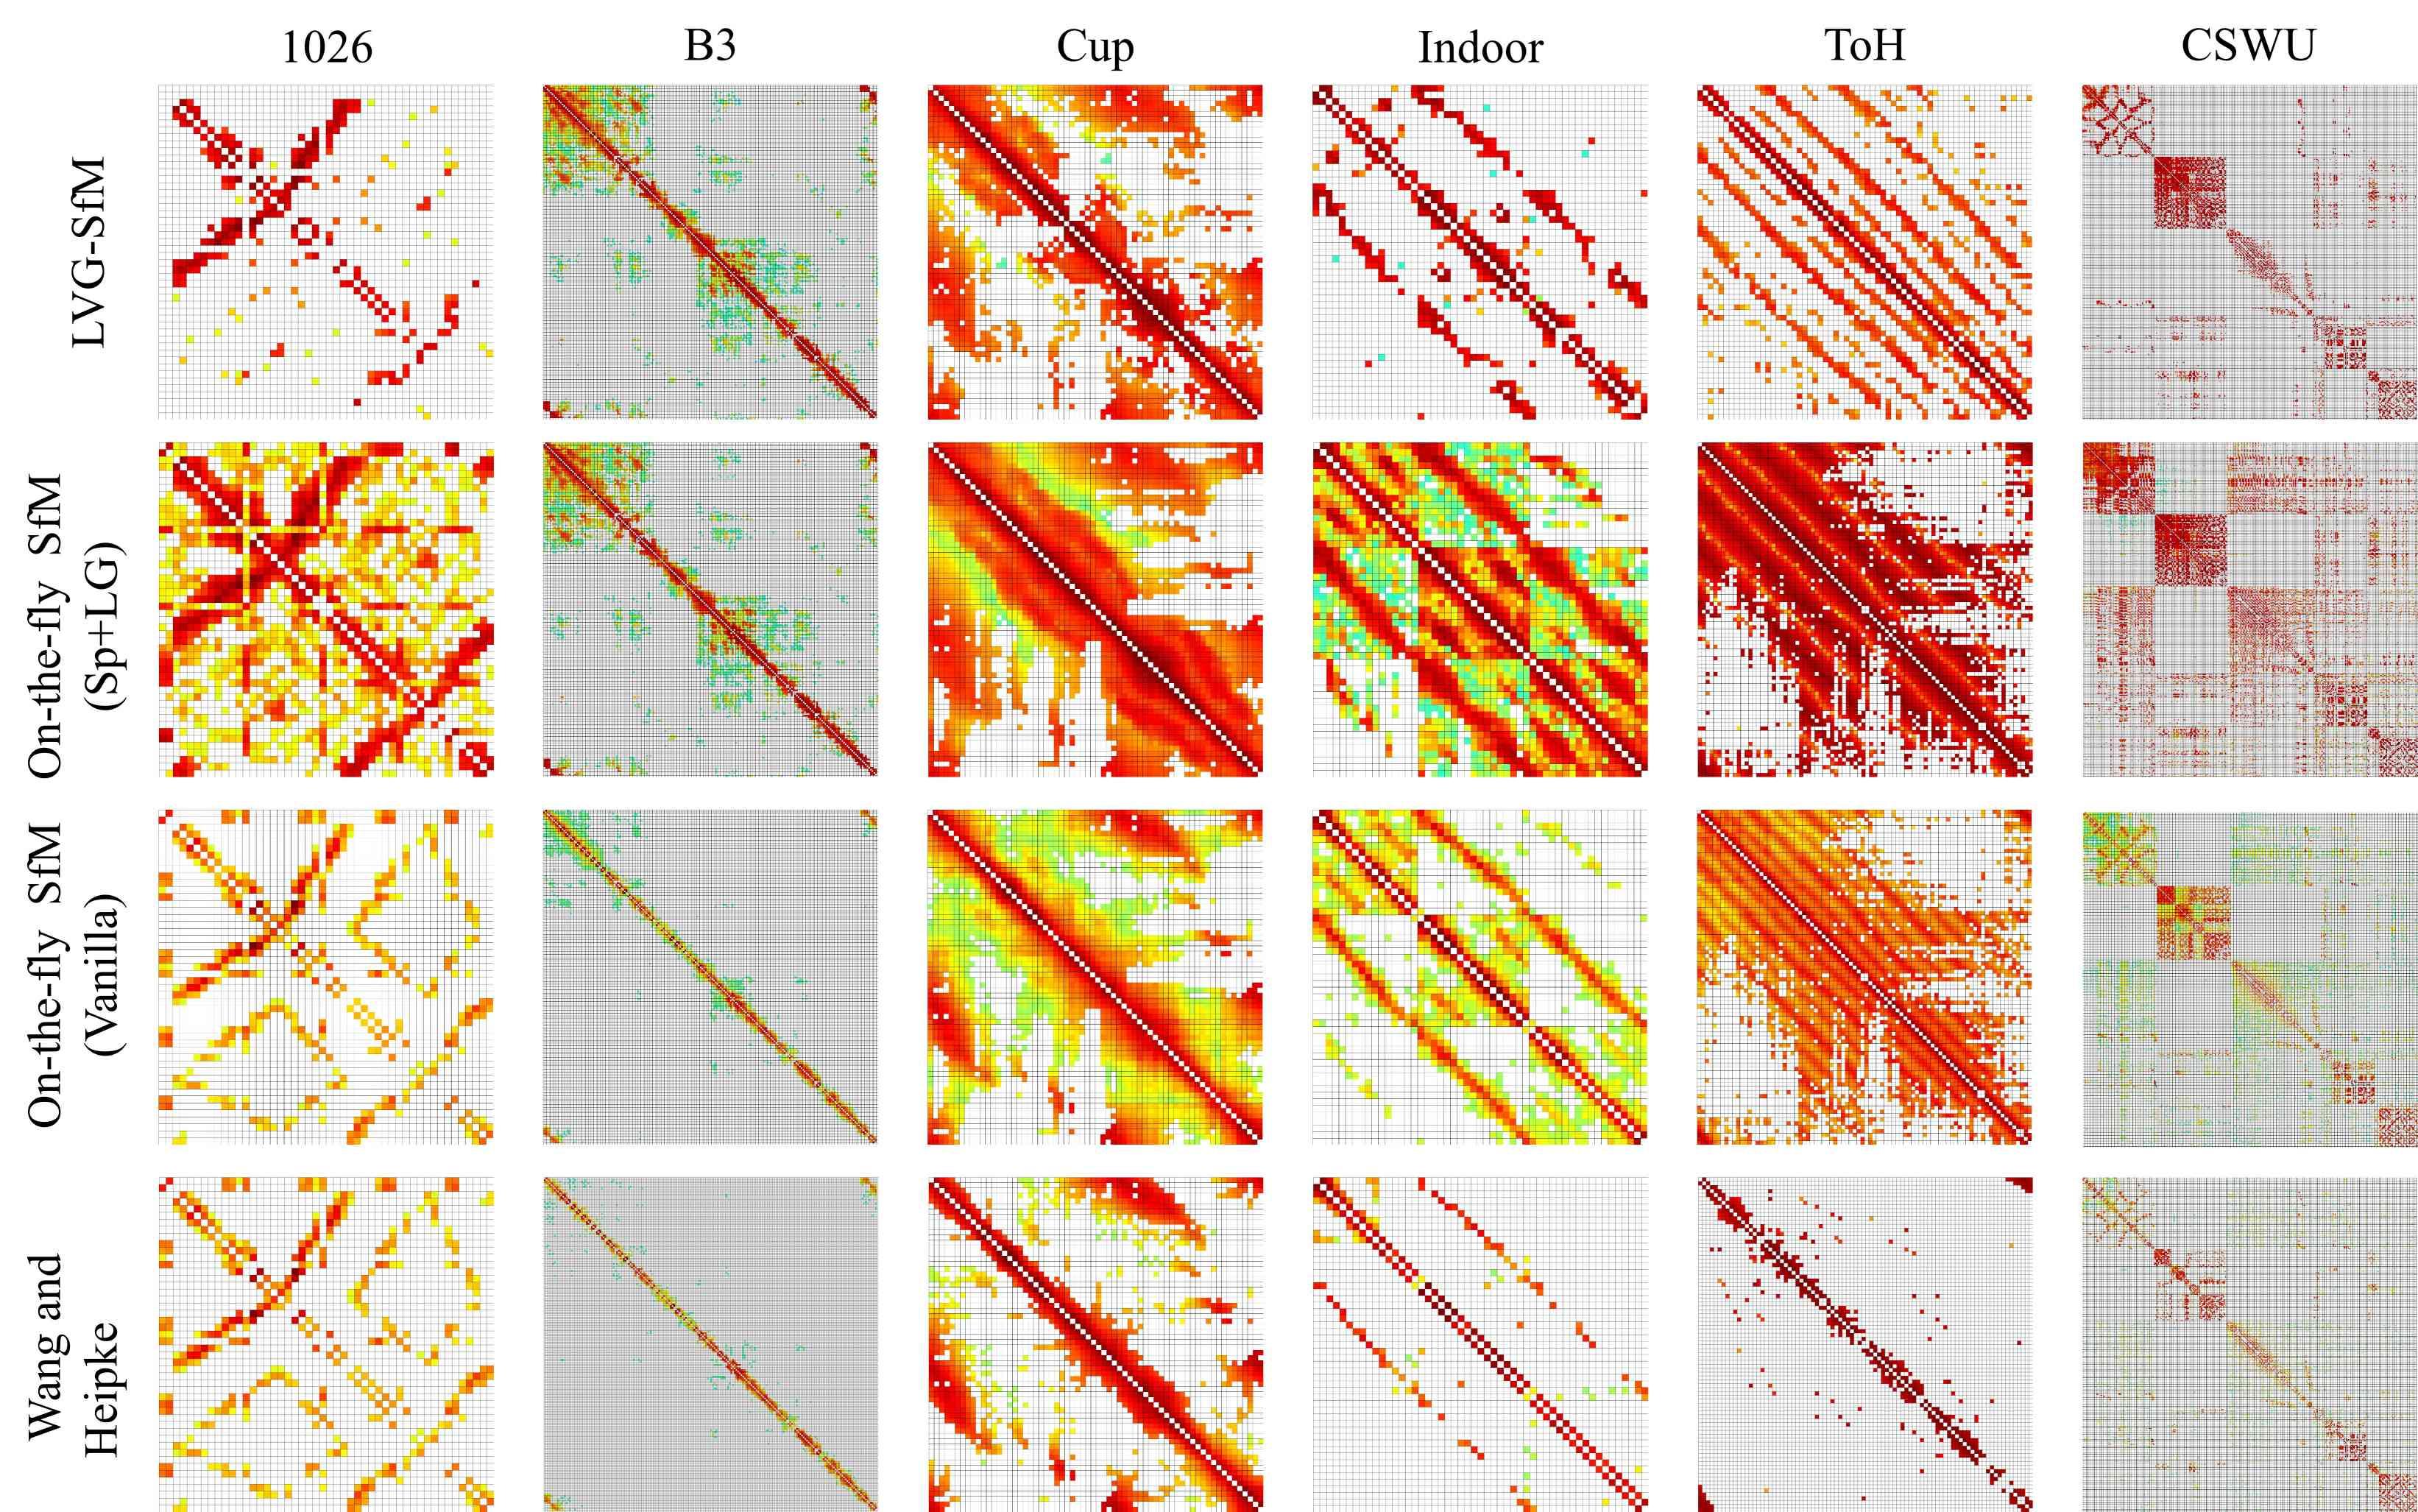 1026 B3 Cup Indoor ToH CSWU
LVG-SfM
On-the-fly SfM
(Sp+LG)
On-the-fly SfM
(Vanilla)
Wang and
Heipke